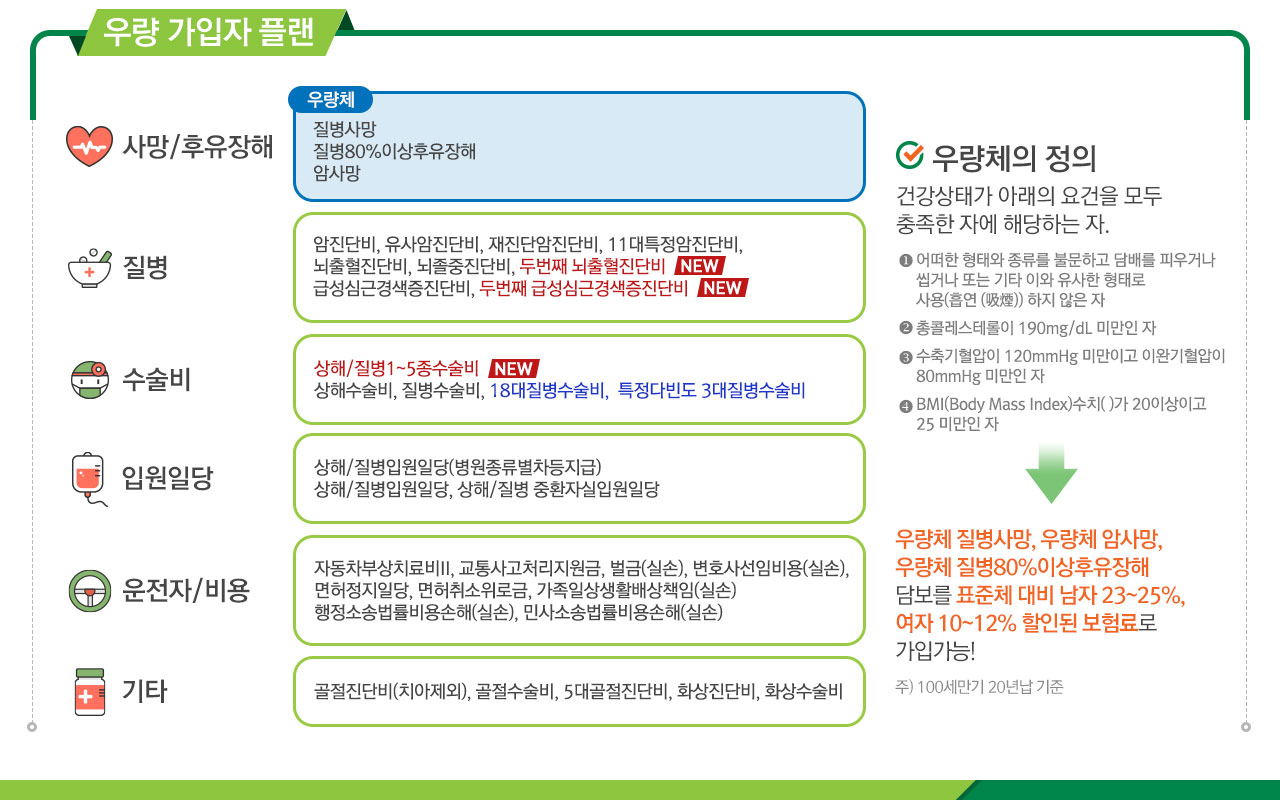 우량 가입자 플랜
사망/후유장해
우량체
질병사망
질병80%이상후유장해
암사망
질병
암진단비, 유사암진단비, 재진단암진단비, 11대특정암진단비,
뇌출혈진단비, 뇌졸중진단비, 두번째 뇌출혈진단비 NEW
급성심근경색증진단비, 두번째 급성심근경색증진단비 NEW
수술비
상해/질병1~5종수술비 NEW
상해수술비, 질병수술비, 18대질병수술비, 특정다빈도 3대질병수술비
입원일당
상해/질병입원일당(병원종류별차등지급)
상해/질병입원일당, 상해/질병 중환자실입원일당
운전자/비용
자동차부상치료비II, 교통사고처리지원금, 벌금(실손), 변호사선임비용(실손),
면허정지일당, 면허취소위로금, 가족일상생활배상책임(실손)
행정소송법률비용손해(실손), 민사소송법률비용손해(실손)
기타
골절진단비(치아제외), 골절수술비, 5대골절진단비, 화상진단비, 화상수술비
우량체의 정의
건강상태가 아래의 요건을 모두
충족한 자에 해당하는 자.
❶ 어떠한 형태와 종류를 불문하고 담배를 피우거나
씹거나 또는 기타 이와 유사한 형태로
사용(흡연 (吸煙)) 하지 않은 자
❷ 총콜레스테롤이 190mg/dL 미만인 자
❸ 수축기혈압이 120mmHg 미만이고 이완기혈압이
80mmHg 미만인 자
❹ BMI(Body Mass Index)수치( )가 20이상이고
25 미만인 자
우량체 질병사망, 우량체 암사망,
우량체 질병80%이상후유장해
담보를 표준체 대비 남자 23~25%,
여자 10~12% 할인된 보험료로
가입가능!
주) 100세만기 20년납 기준